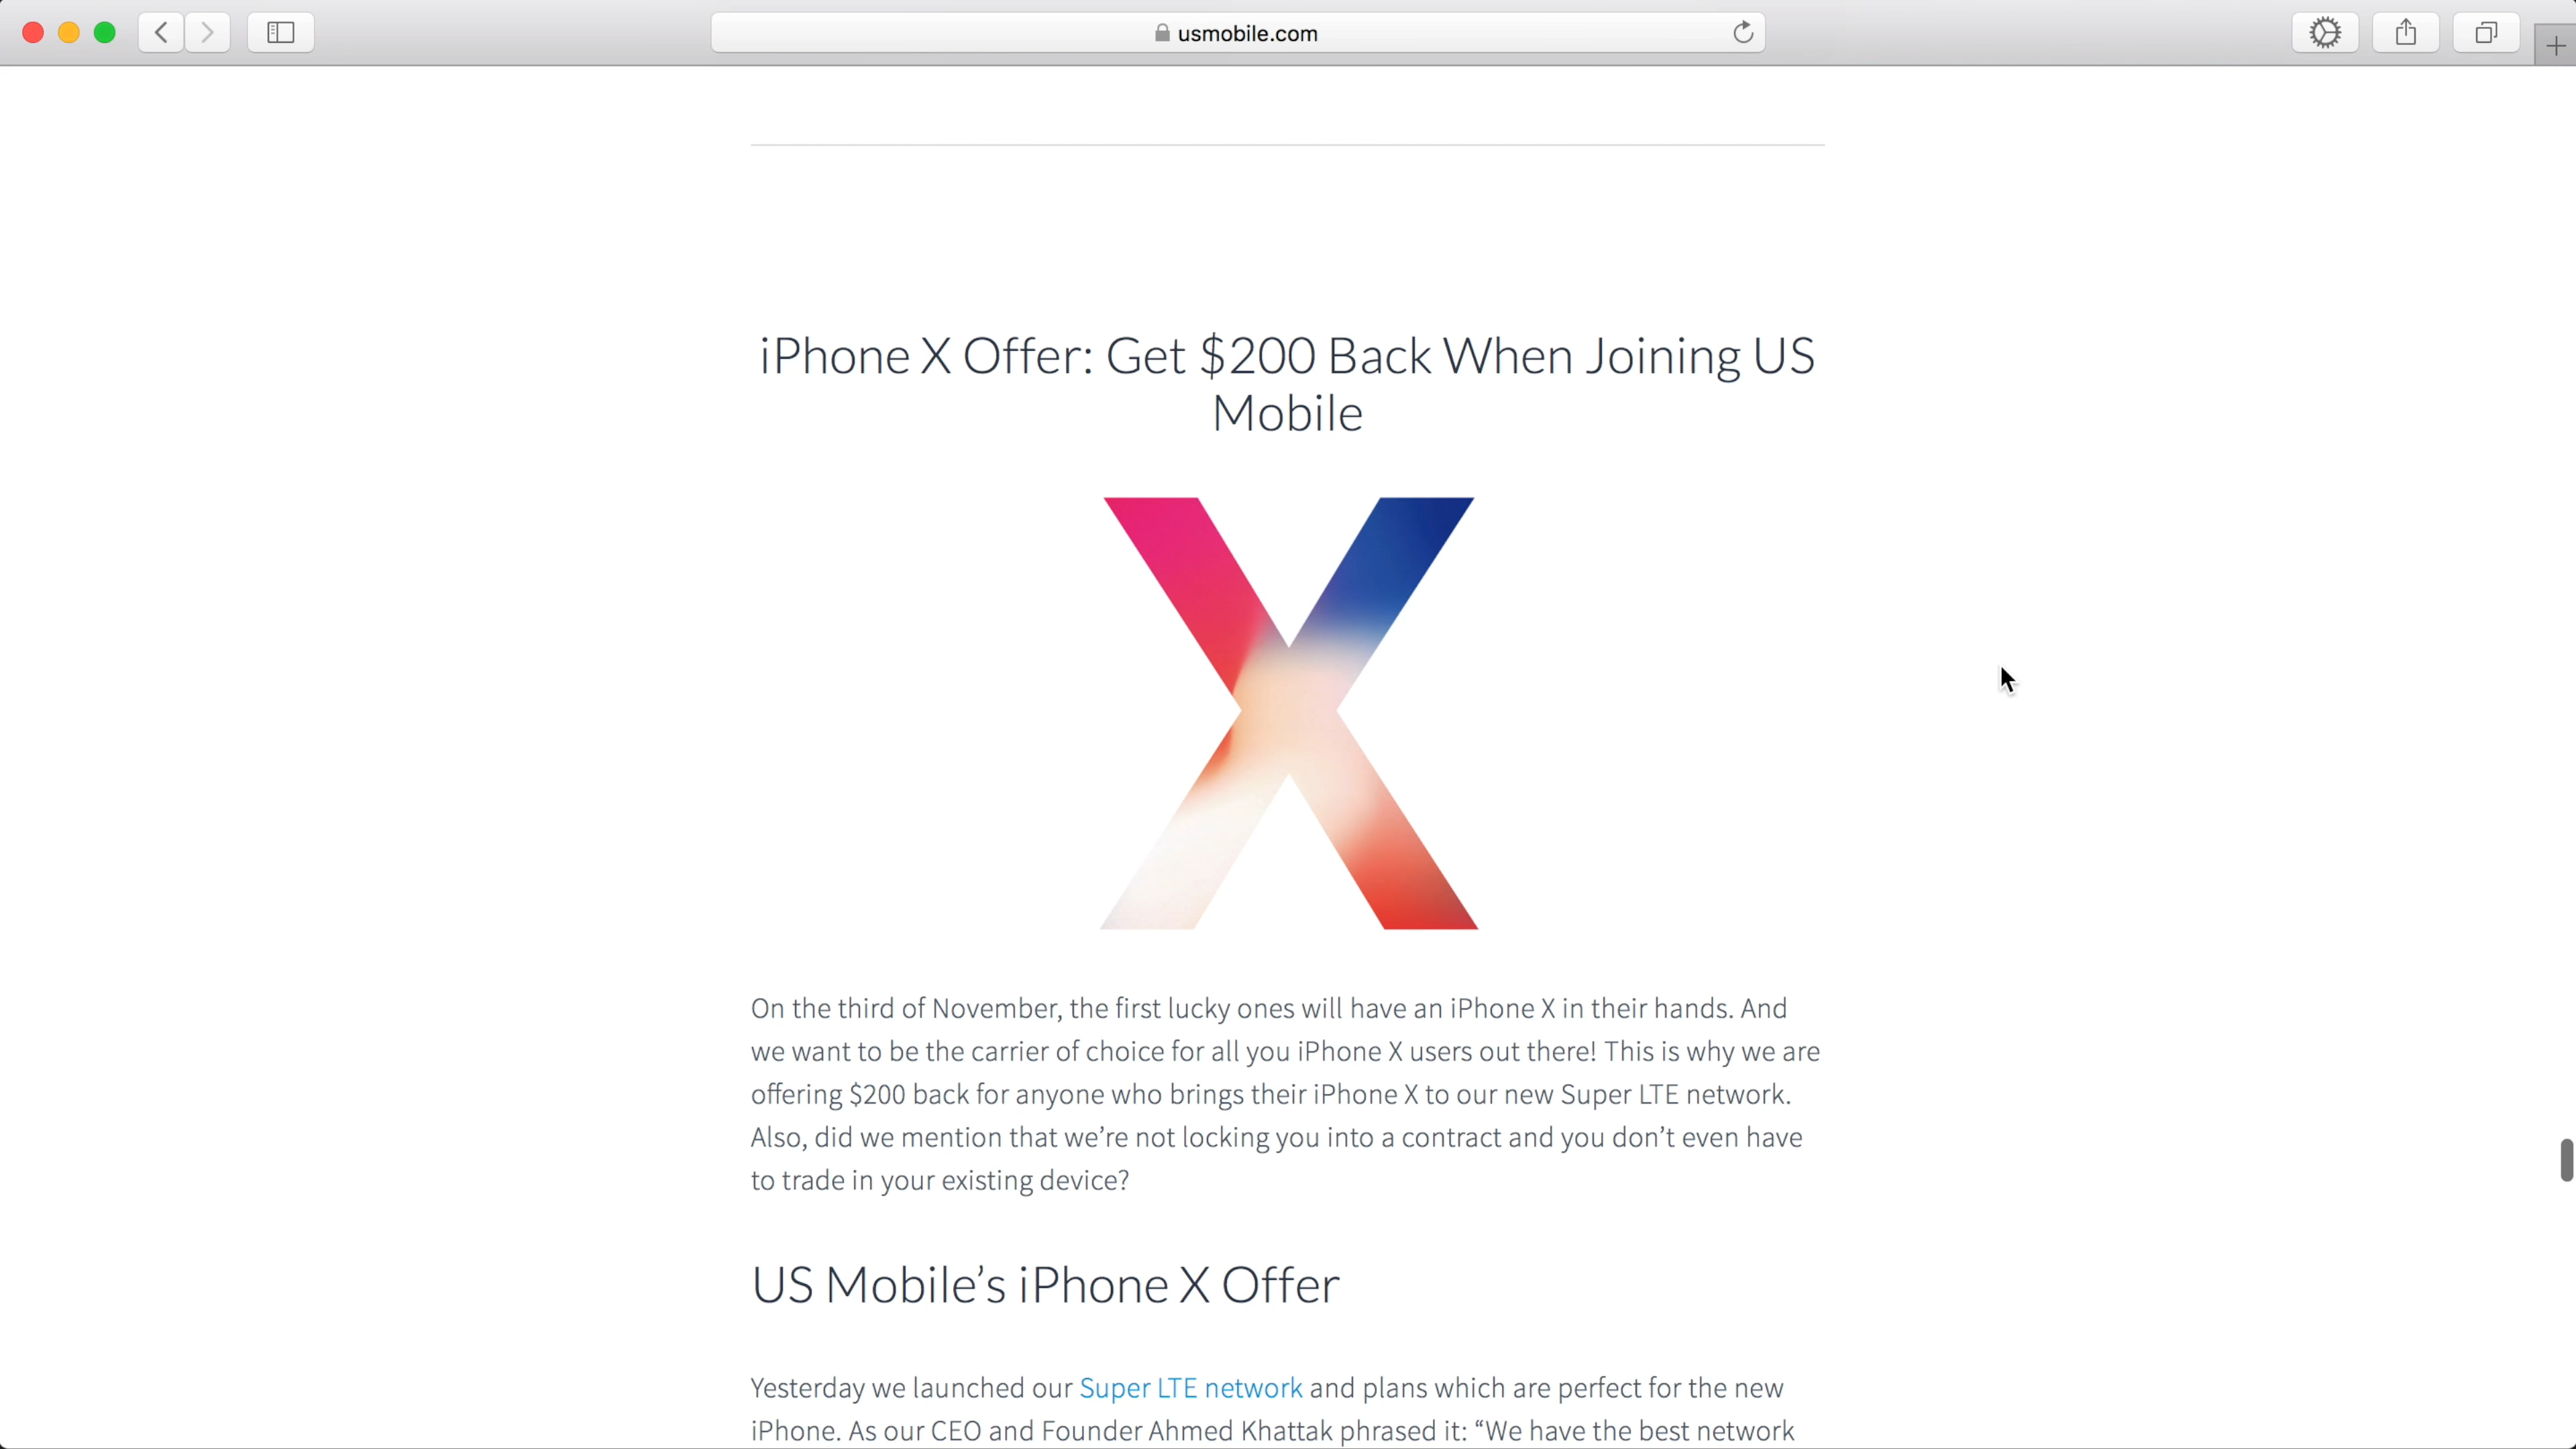 usmobile.com
iPhone X Offer: Get $200 Back When Joining US
Mobile
X
On the third of November, the first lucky ones will have an iPhone X in their hands. And
we want to be the carrier of choice for all you iPhone X users out there! This is why we are
offering $200 back for anyone who brings their iPhone X to our new Super LTE network.
Also, did we mention that we’re not locking you into a contract and you don’t even have
to trade in your existing device?
US Mobile’s iPhone X Offer
Yesterday we launched our Super LTE network and plans which are perfect for the new
iPhone. As our CEO and Founder Ahmed Khattak phrased it: “We have the best network